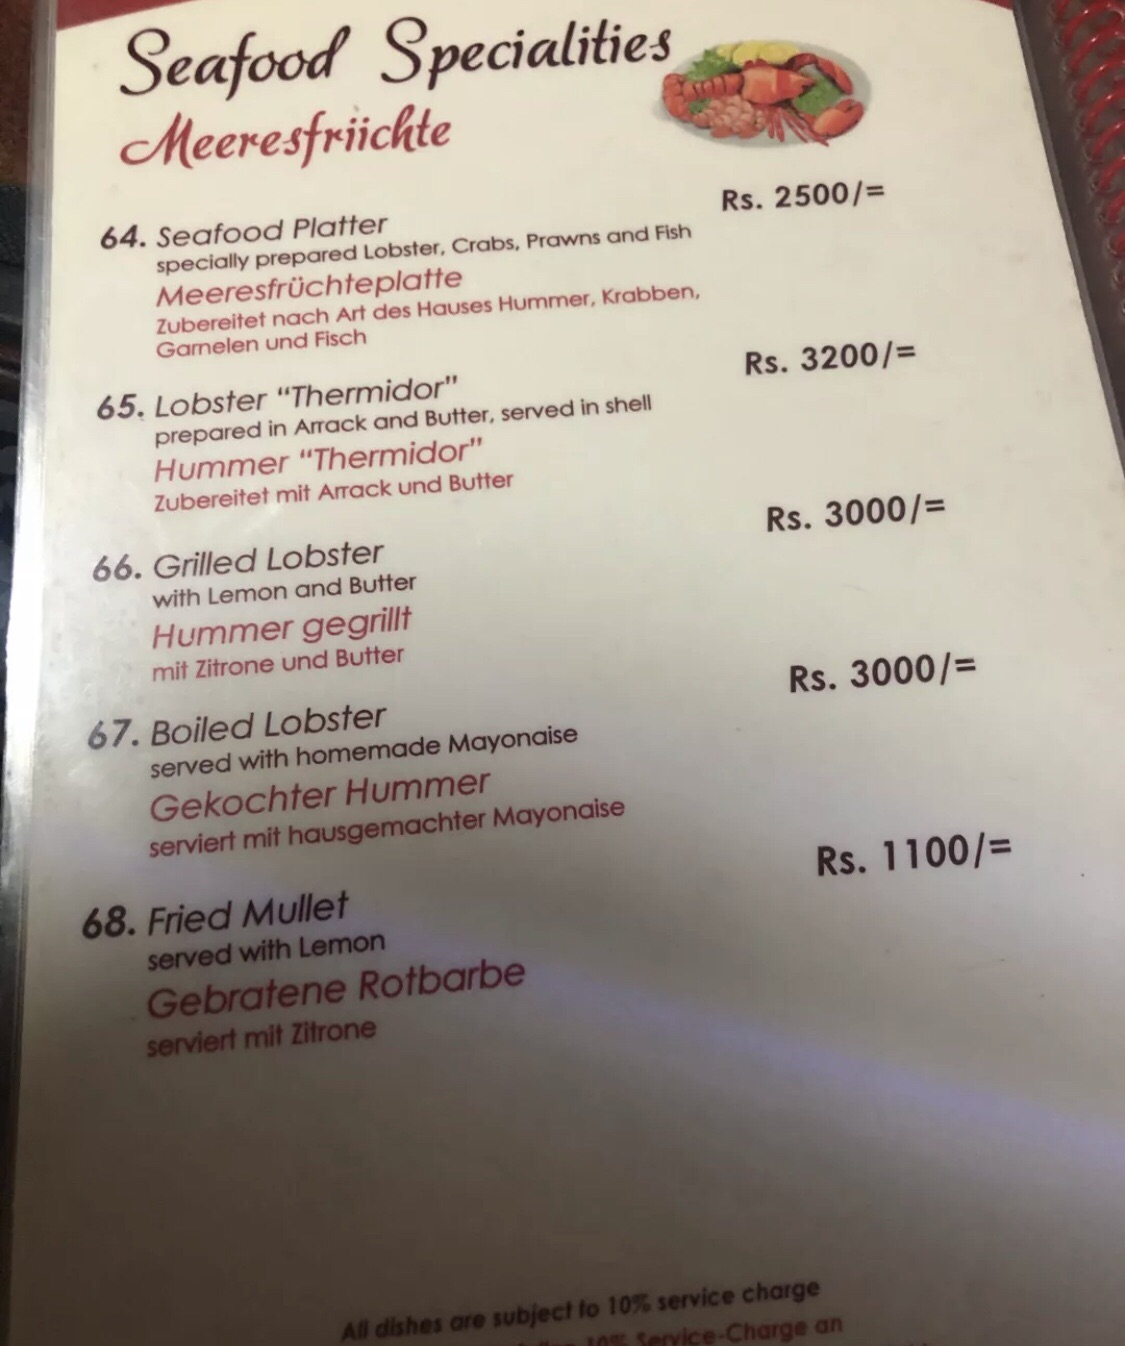 Seafood Specialities
Meeresfriichte
Rs. 2500/=
64. Seafood Platter
specially prepared Lobster, Crabs, Prawns and Fish
Meeresfrüchteplatte
Zubereitet nach Art des Hauses Hummer, Krabben,
Garnelen und Fisch
Rs. 3200/=
65. Lobster “Thermidor”
prepared in Arrack and Butter, served in shell
Hummer “Thermidor”
Zubereitet mit Arrack und Butter
Rs. 3000/=
66. Grilled Lobster
with Lemon and Butter
Hummer gegrillt
mit Zitrone und Butter
Rs. 3000/=
67. Boiled Lobster
served with homemade Mayonaise
Gekochter Hummer
serviert mit hausgemachter Mayonaise
Rs. 1100/=
68. Fried Mullet
served with Lemon
Gebratene Rotbarbe
serviert mit Zitrone
All dishes are subject to 10% service charge
10% Service-Charge an